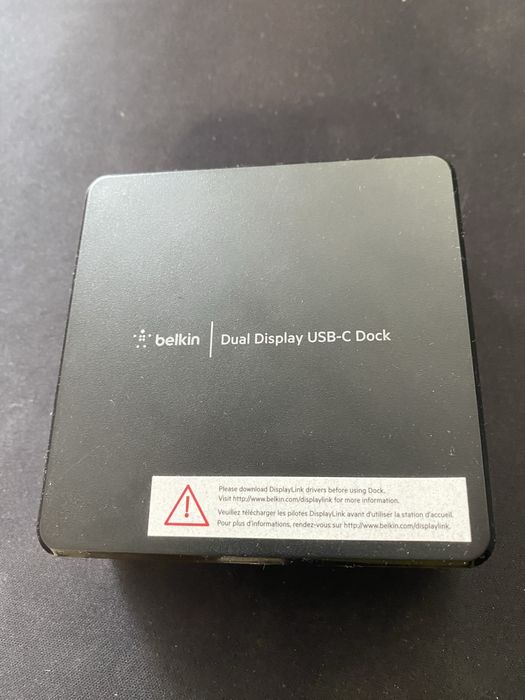 belkin | Dual Display USB-C Dock
Please download DisplayLink drivers before using Dock.
Visit http://www.belkin.com/displaylink for more information.
Veuillez télécharger les pilotes DisplayLink avant d'utiliser la station d'accueil.
Pour plus d'informations, rendez-vous sur http://www.belkin.com/displaylink.